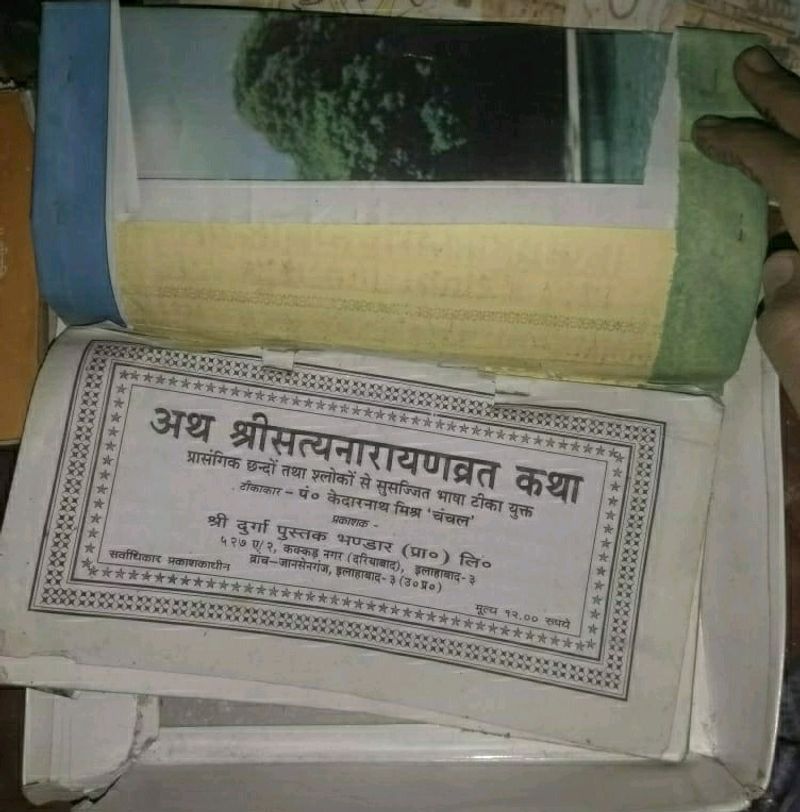 अथ श्रीसत्यनारायणव्रत कथा
प्रासंगिक छन्दों तथा श्लोकों से सुसज्जित भाषा टीका युक्त
टीकाकार – पं० केदारनाथ मिश्र 'चंचल'
प्रकाशक -
श्री दुर्गा पुस्तक भण्डार (प्रा०) लि०
५२७ ए/२, कक्कड़ नगर (दरियाबाद), इलाहाबाद- ३
ब्रांच–जानसेनगंज, इलाहाबाद- ३ (उ०प्र०)
सर्वाधिकार प्रकाशकाधीन
मूल्य १२.०० रुपये